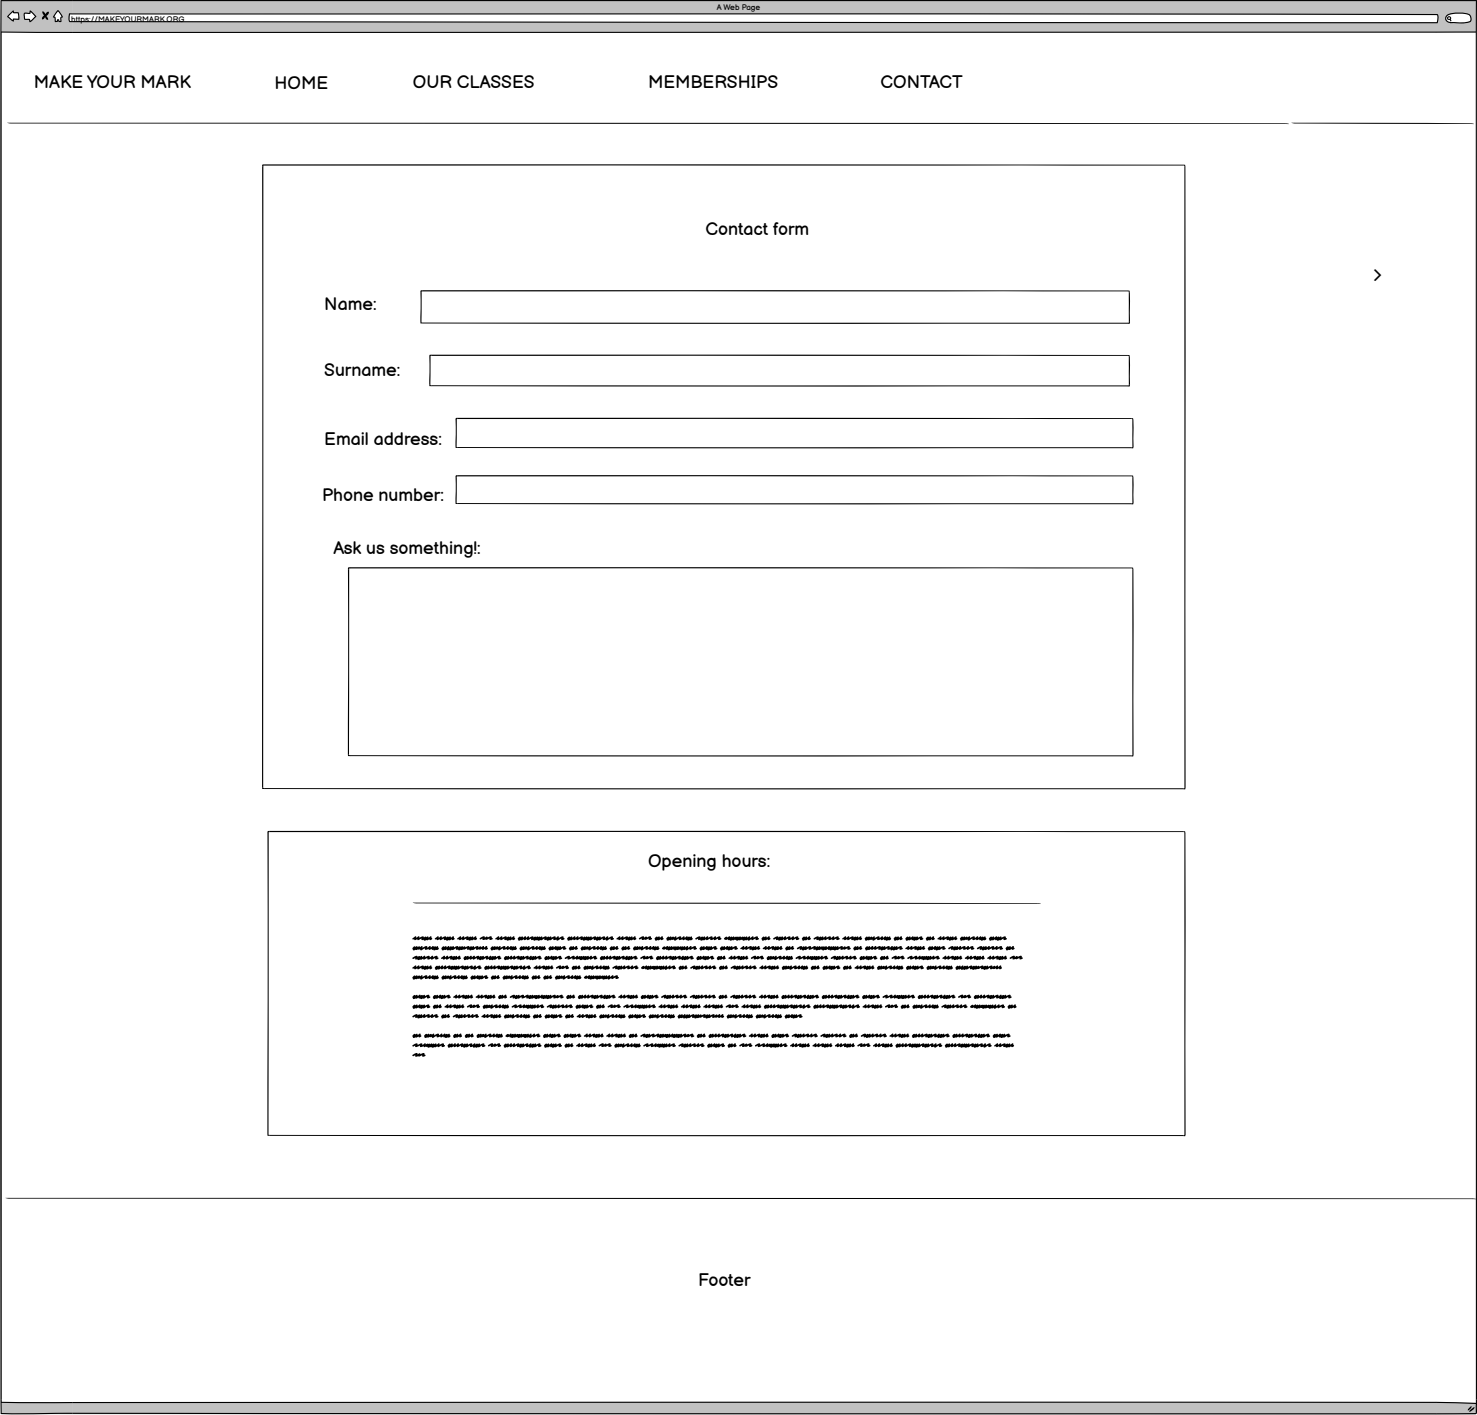 A Web Page
https://MAKEYOURMARK.ORG
MAKE YOUR MARK HOME OUR CLASSES MEMBERSHIPS CONTACT
Contact form
Name:
Surname:
Email address:
Phone number:
Ask us something!:
Opening hours:
Footer